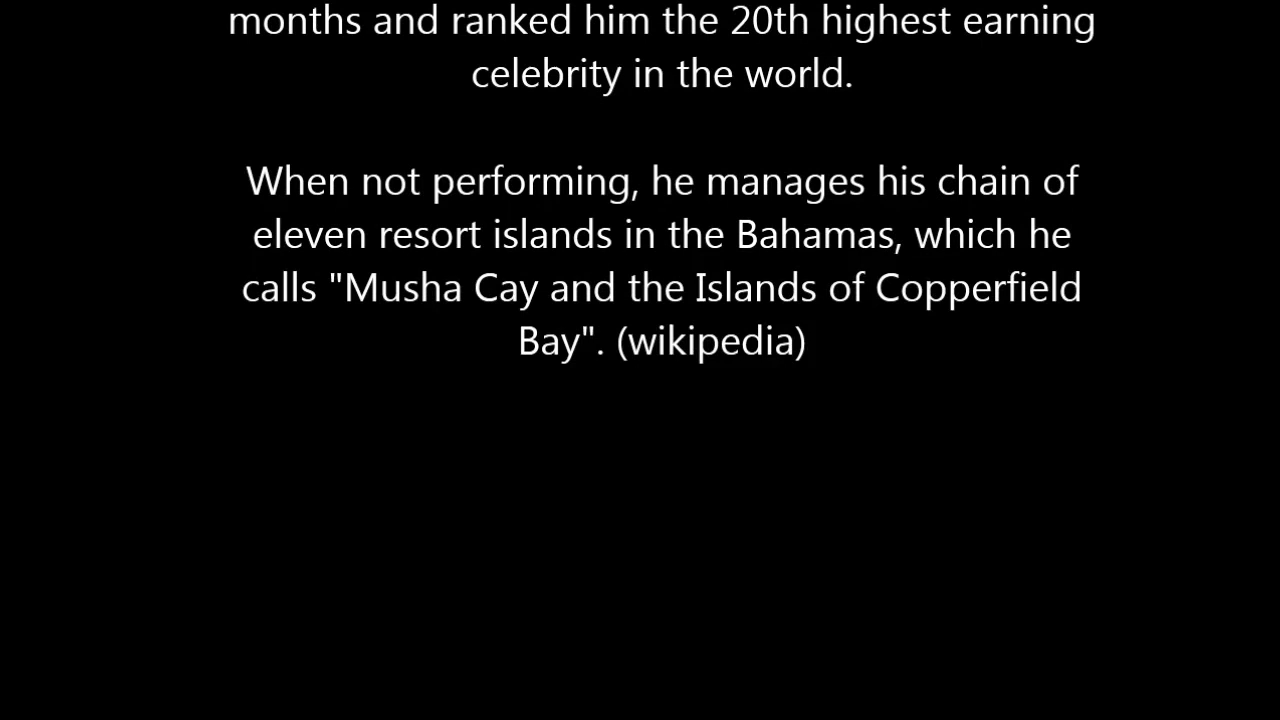 months and ranked him the 20th highest earning
celebrity in the world.
When not performing, he manages his chain of
eleven resort islands in the Bahamas, which he
calls "Musha Cay and the Islands of Copperfield
Bay". (wikipedia)